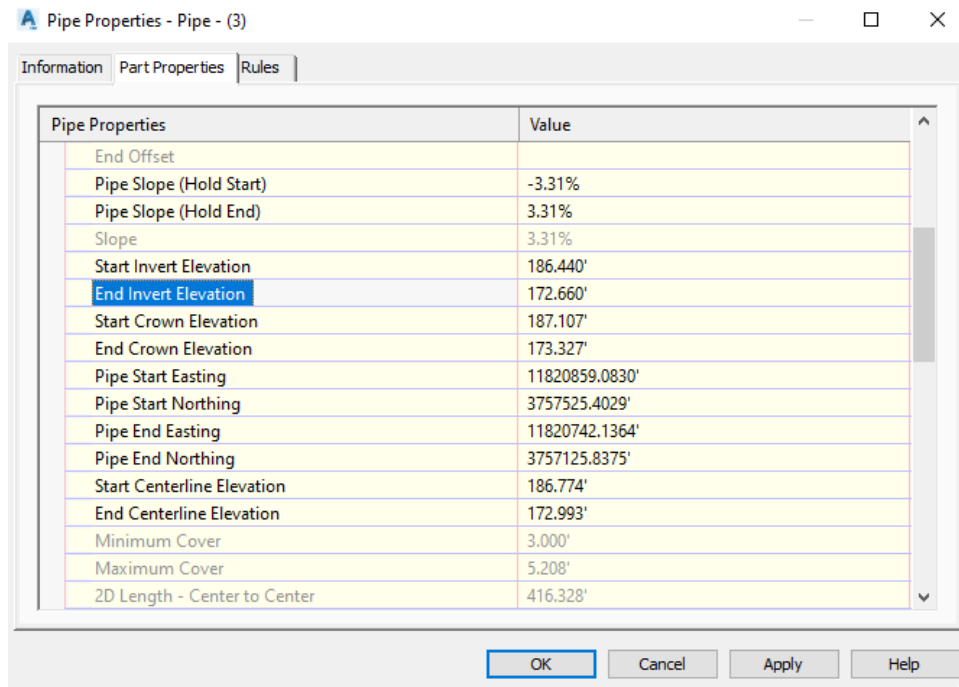 Pipe Properties - Pipe - (3)
Information Part Properties Rules
Pipe Properties Value
End Offset
Pipe Slope (Hold Start) -3.31%
Pipe Slope (Hold End) 3.31%
Slope 3.31%
Start Invert Elevation 186.440'
End Invert Elevation 172.660'
Start Crown Elevation 187.107'
End Crown Elevation 173.327'
Pipe Start Easting 11820859.0830'
Pipe Start Northing 3757525.4029'
Pipe End Easting 11820742.1364'
Pipe End Northing 3757125.8375'
Start Centerline Elevation 186.774'
End Centerline Elevation 172.993'
Minimum Cover 3.000'
Maximum Cover 5.208'
2D Length - Center to Center 416.328'
OK Cancel Apply Help